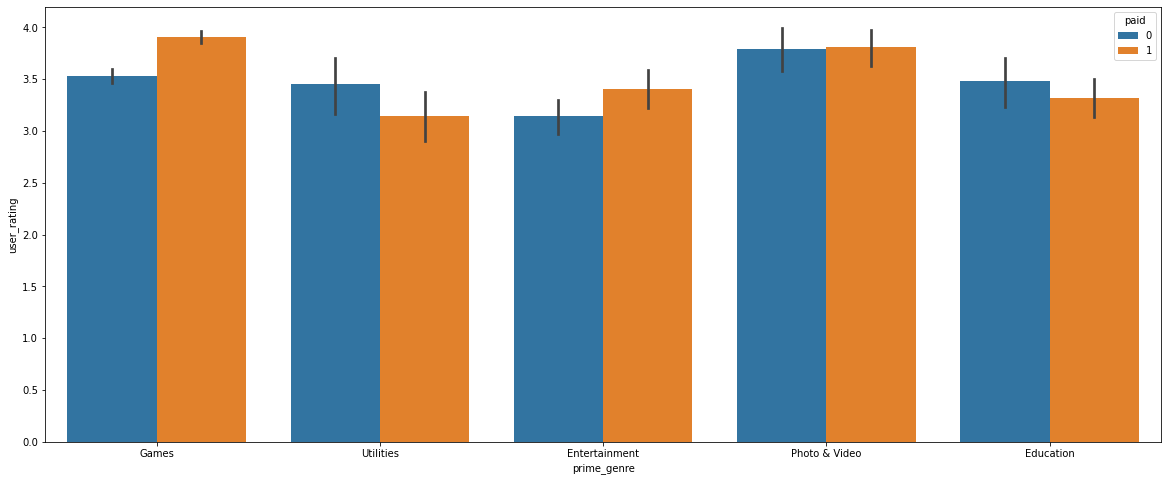 paid
0
1
user_rating
4.0
3.5
3.0
2.5
2.0
1.5
1.0
0.5
0.0
Games
Utilities
Entertainment
Photo & Video
Education
prime_genre